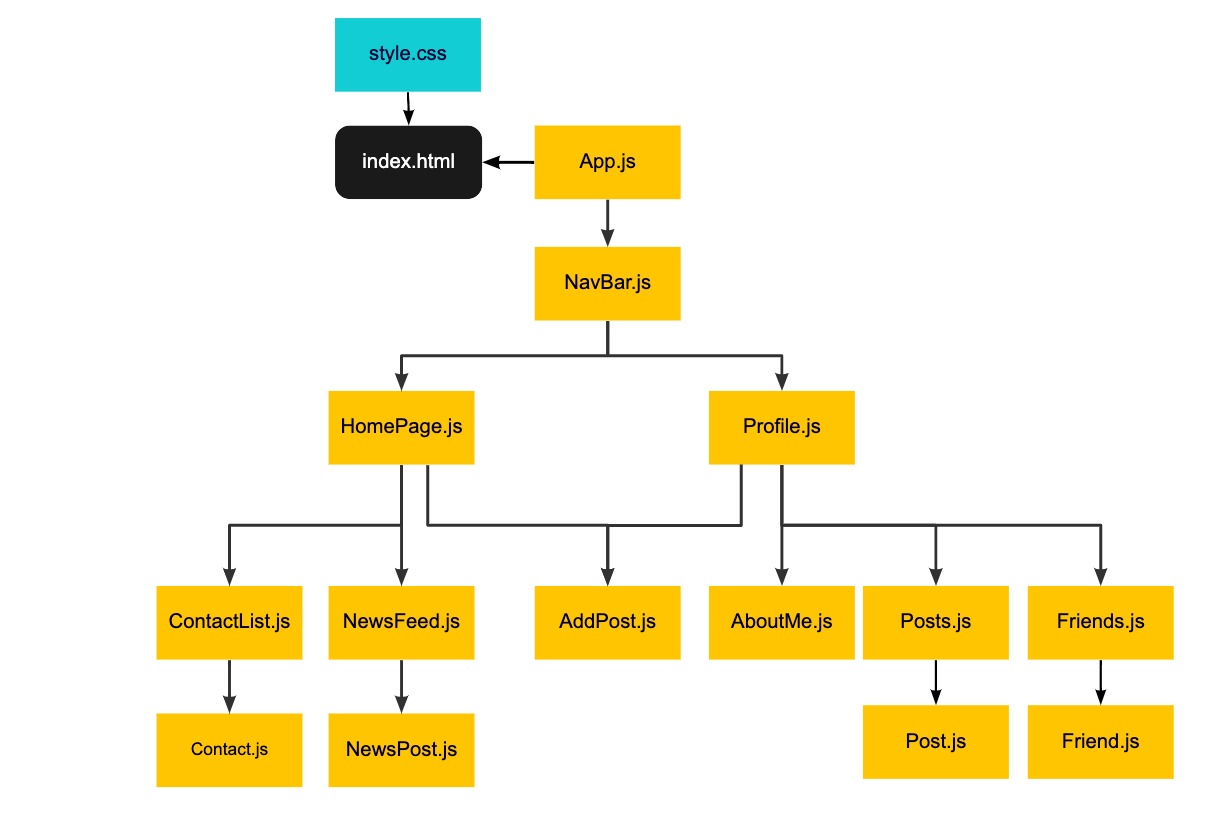 style.css
index.html
App.js
NavBar.js
HomePage.js
Profile.js
ContactList.js
NewsFeed.js
AddPost.js
AboutMe.js
Posts.js
Friends.js
Contact.js
NewsPost.js
Post.js
Friend.js